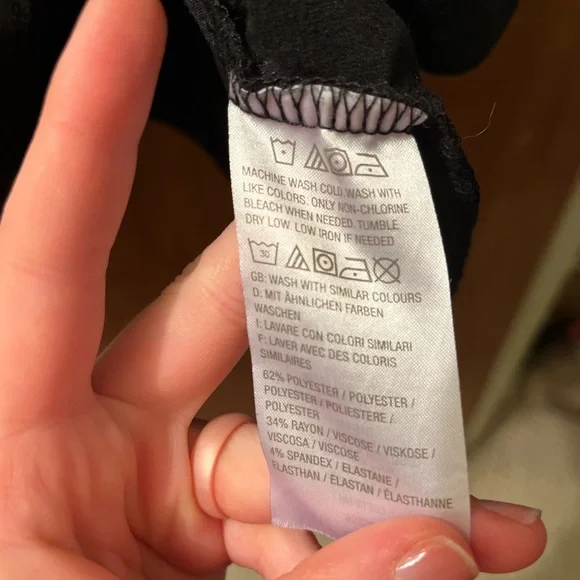 MACHINE WASH COLD. WASH WITH
LIKE COLORS. ONLY NON-CHLORINE
BLEACH WHEN NEEDED. TUMBLE
DRY LOW. LOW IRON IF NEEDED
30
GB: WASH WITH SIMILAR COLOURS
D: MIT ÄHNLICHEN FARBEN
WASCHEN
I: LAVARE CON COLORI SIMILARI
F: LAVER AVEC DES COLORIS
SIMILAIRES
62% POLYESTER / POLYESTER /
POLYESTER / POLIESTERE /
POLYESTER
34% RAYON / VISCOSE / VISKOSE /
VISCOSA / VISCOSE
4% SPANDEX / ELASTANE /
ELASTHAN / ELASTAN / ÉLASTHANNE